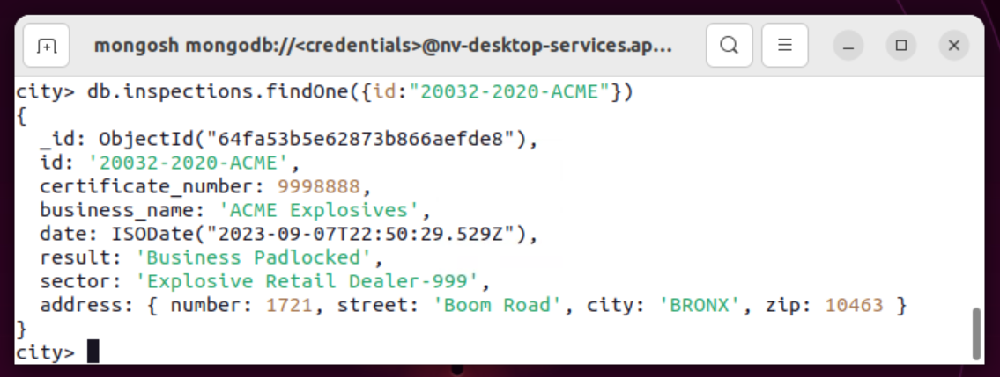 mongosh mongodb://<credentials>@nv-desktop-services.ap...
city> db.inspections.findOne({id:"20032-2020-ACME"})
{
  _id: ObjectId("64fa53b5e62873b866aefde8"),
  id: '20032-2020-ACME',
  certificate_number: 9998888,
  business_name: 'ACME Explosives',
  date: ISODate("2023-09-07T22:50:29.529Z"),
  result: 'Business Padlocked',
  sector: 'Explosive Retail Dealer-999',
  address: { number: 1721, street: 'Boom Road', city: 'BRONX', zip: 10463 }
}
city>